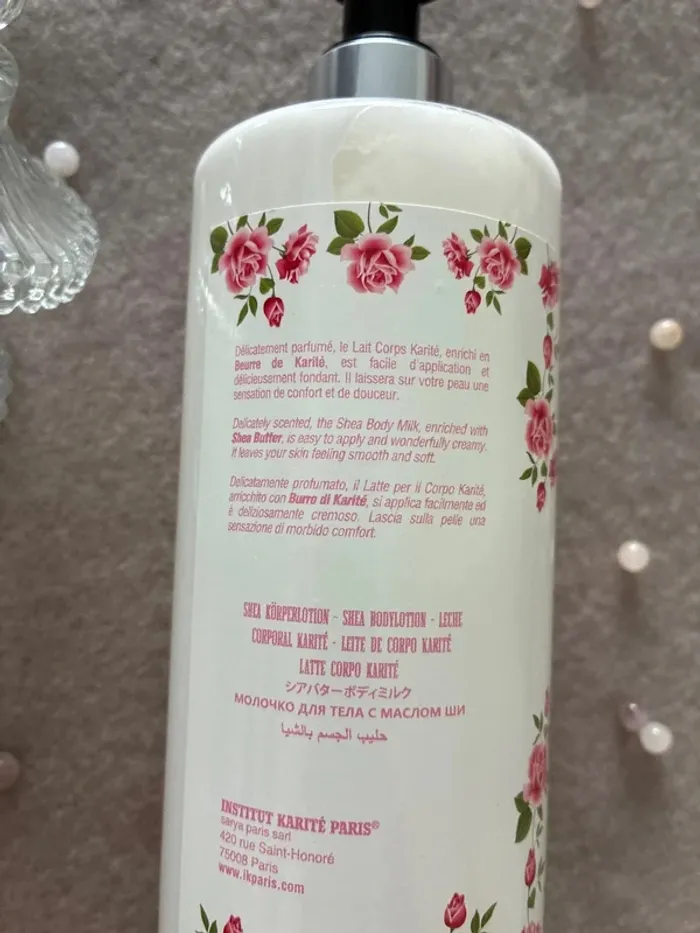 Délicatement parfumé, le Lait Corps Karité, enrichi en
Beurre de Karité, est facile d'application et
délicieusement fondant. Il laissera sur votre peau une
sensation de confort et de douceur.
Delicately scented, the Shea Body Milk, enriched with
Shea Butter, is easy to apply and wonderfully creamy.
It leaves your skin feeling smooth and soft.
Delicatamente profumato, il Latte per il Corpo Karité,
arricchito con Burro di Karité, si applica facilmente ed
è deliziosamente cremoso. Lascia sulla pelle una
sensazione di morbido comfort.
SHEA KÖRPERLOTION - SHEA BODYLOTION - LECHE
CORPORAL KARITÉ - LEITE DE CORPO KARITÉ
LATTE CORPO KARITÉ
シアバターボディミルク
МОЛОЧКО ДЛЯ ТЕЛА С МАСЛОМ ШИ
حليب الجسم بالشيا
INSTITUT KARITÉ PARIS®
sarya paris sarl
420 rue Saint-Honoré
75008 Paris
www.ikparis.com